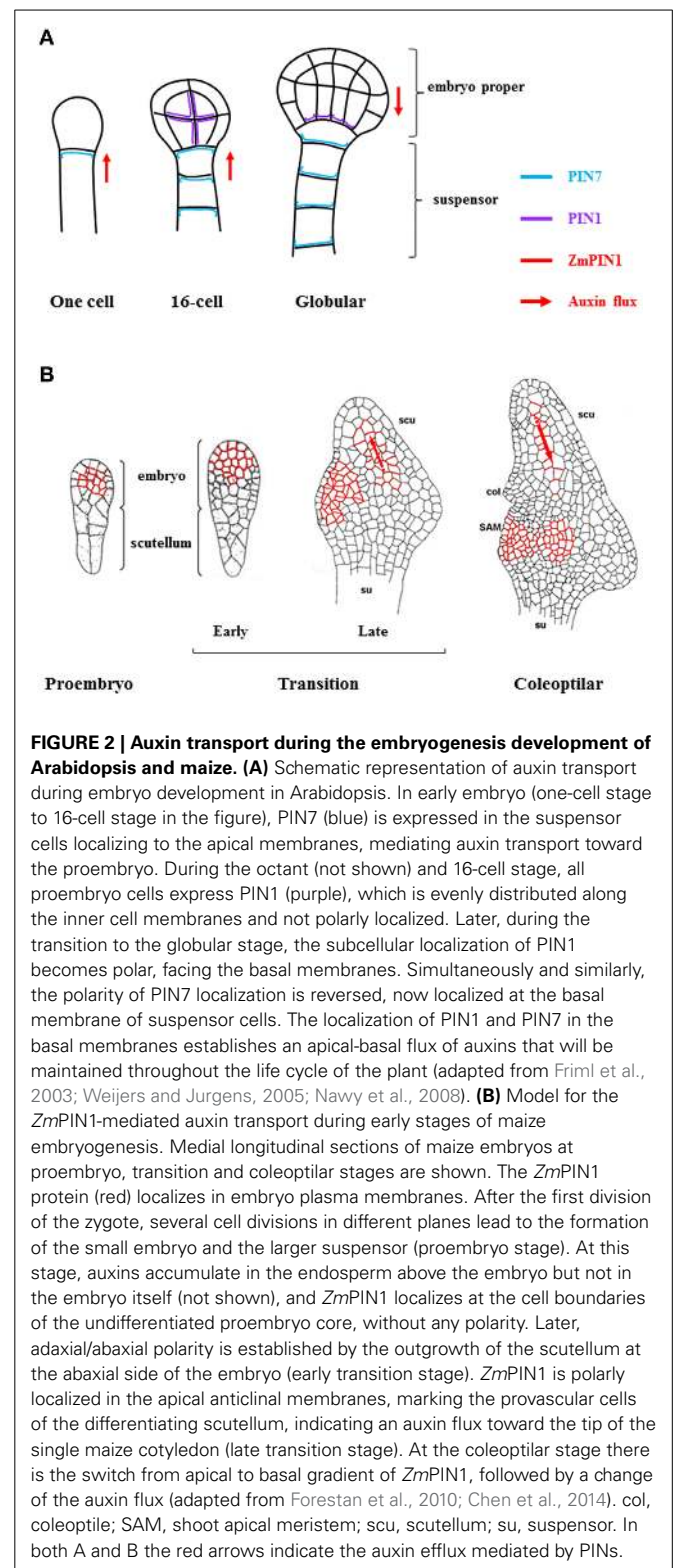 A
embryo proper
suspensor
PIN7
PIN1
ZmPIN1
Auxin flux
One cell
16-cell
Globular
B
scu
scu
embryo
col
SAM
scutellum
su
su
Early
Late
Proembryo
Transition
Coleoptilar
FIGURE 2 | Auxin transport during the embryogenesis development of
Arabidopsis and maize. (A) Schematic representation of auxin transport
during embryo development in Arabidopsis. In early embryo (one-cell stage
to 16-cell stage in the figure), PIN7 (blue) is expressed in the suspensor
cells localizing to the apical membranes, mediating auxin transport toward
the proembryo. During the octant (not shown) and 16-cell stage, all
proembryo cells express PIN1 (purple), which is evenly distributed along
the inner cell membranes and not polarly localized. Later, during the
transition to the globular stage, the subcellular localization of PIN1
becomes polar, facing the basal membranes. Simultaneously and similarly,
the polarity of PIN7 localization is reversed, now localized at the basal
membrane of suspensor cells. The localization of PIN1 and PIN7 in the
basal membranes establishes an apical-basal flux of auxins that will be
maintained throughout the life cycle of the plant (adapted from Friml et al.,
2003; Weijers and Jurgens, 2005; Nawy et al., 2008). (B) Model for the
ZmPIN1-mediated auxin transport during early stages of maize
embryogenesis. Medial longitudinal sections of maize embryos at
proembryo, transition and coleoptilar stages are shown. The ZmPIN1
protein (red) localizes in embryo plasma membranes. After the first division
of the zygote, several cell divisions in different planes lead to the formation
of the small embryo and the larger suspensor (proembryo stage). At this
stage, auxins accumulate in the endosperm above the embryo but not in
the embryo itself (not shown), and ZmPIN1 localizes at the cell boundaries
of the undifferentiated proembryo core, without any polarity. Later,
adaxial/abaxial polarity is established by the outgrowth of the scutellum at
the abaxial side of the embryo (early transition stage). ZmPIN1 is polarly
localized in the apical anticlinal membranes, marking the provascular cells
of the differentiating scutellum, indicating an auxin flux toward the tip of the
single maize cotyledon (late transition stage). At the coleoptilar stage there
is the switch from apical to basal gradient of ZmPIN1, followed by a change
of the auxin flux (adapted from Forestan et al., 2010; Chen et al., 2014). col,
coleoptile; SAM, shoot apical meristem; scu, scutellum; su, suspensor. In
both A and B the red arrows indicate the auxin efflux mediated by PINs.